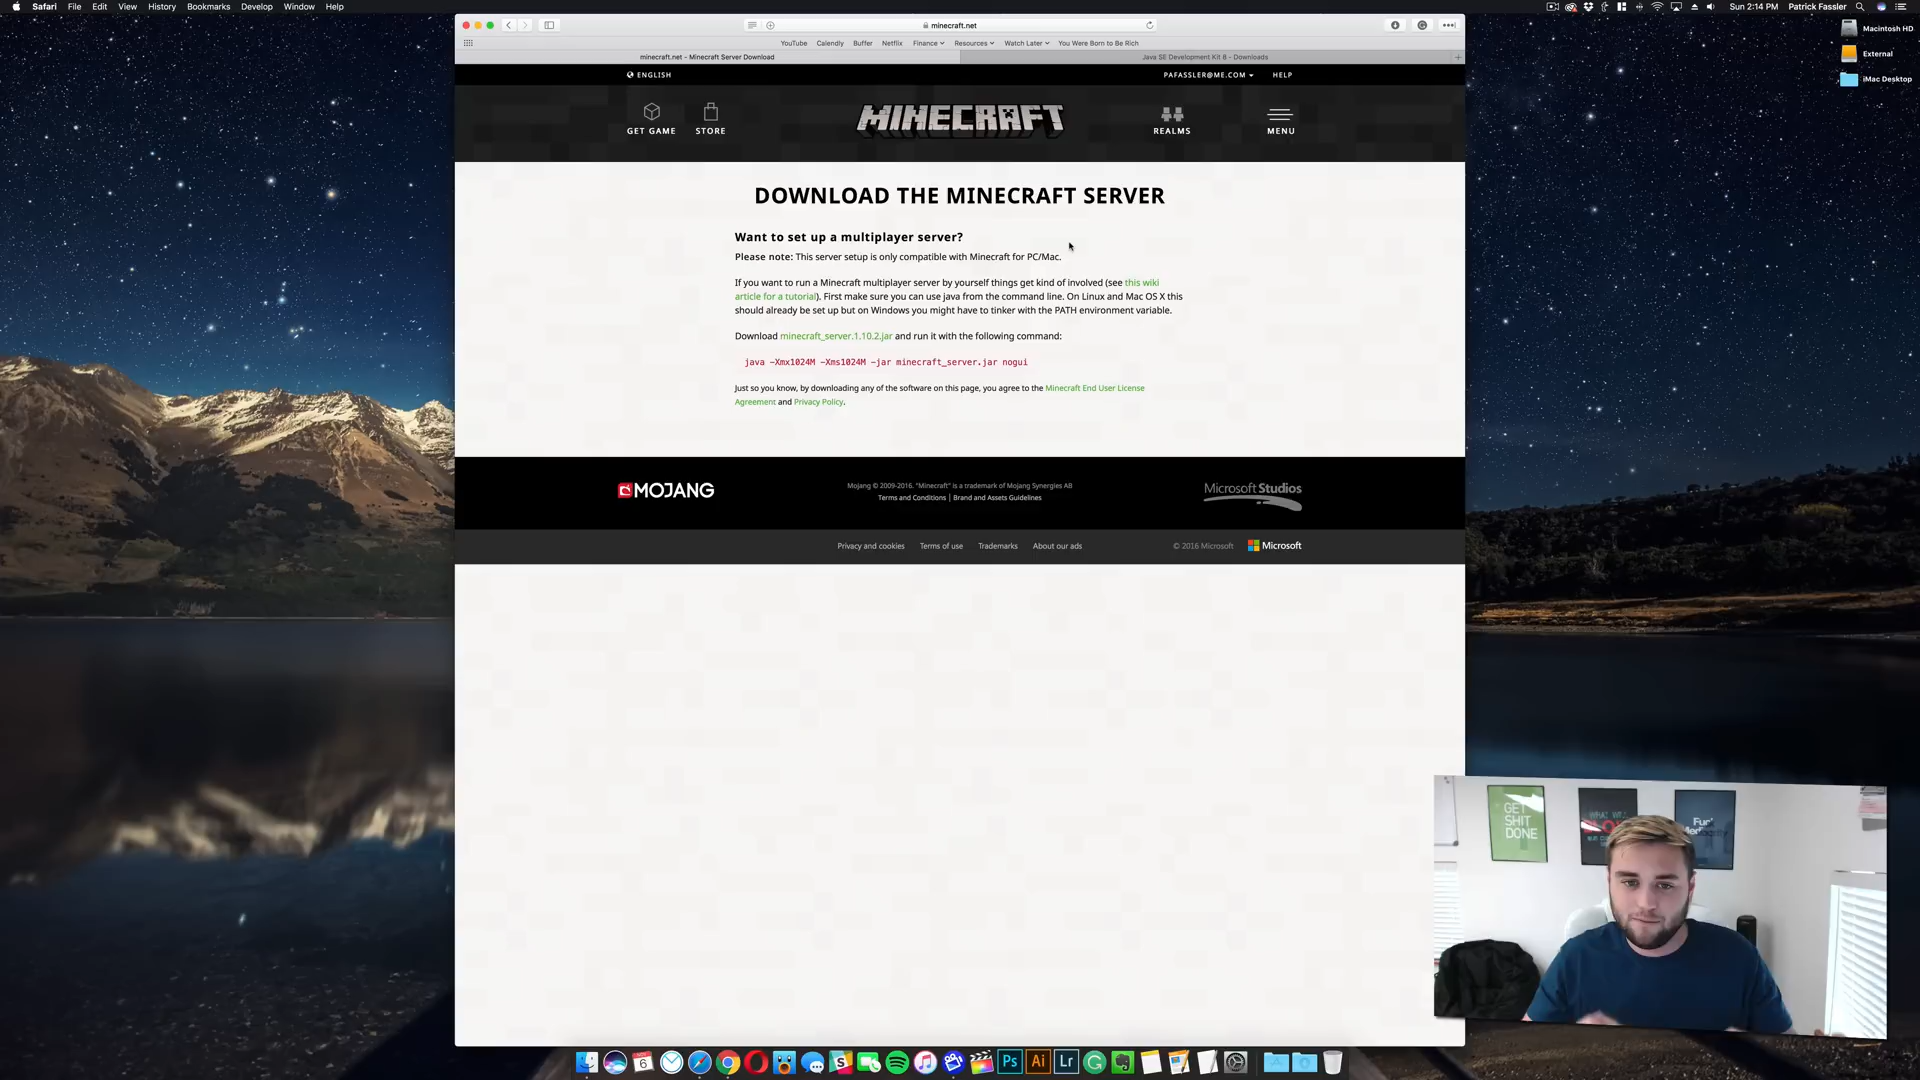 Safari File Edit View History Bookmarks Develop Window Help
Sun 2:14 PM Patrick Fassler
Macintosh HD
External
iMac Desktop
minecraft.net
YouTube Calendly Buffer Netflix Finance Resources Watch Later You Were Born to Be Rich
minecraft.net - Minecraft Server Download
Java SE Development Kit 8 - Downloads
ENGLISH
PAFASSLER@ME.COM HELP
GET GAME STORE MINECRAFT REALMS MENU
DOWNLOAD THE MINECRAFT SERVER
Want to set up a multiplayer server?
Please note: This server setup is only compatible with Minecraft for PC/Mac.
If you want to run a Minecraft multiplayer server by yourself things get kind of involved (see this wiki
article for a tutorial). First make sure you can use java from the command line. On Linux and Mac OS X this
should already be set up but on Windows you might have to tinker with the PATH environment variable.
Download minecraft_server.1.10.2.jar and run it with the following command:
java -Xmx1024M -Xms1024M -jar minecraft_server.jar nogui
Just so you know, by downloading any of the software on this page, you agree to the Minecraft End User License
Agreement and Privacy Policy.
MOJANG
Mojang © 2009-2016. "Minecraft" is a trademark of Mojang Synergies AB
Terms and Conditions | Brand and Assets Guidelines
Microsoft Studios
Privacy and cookies Terms of use Trademarks About our ads © 2016 Microsoft Microsoft
GET
SHIT
DONE
6
Ps Ai Lr